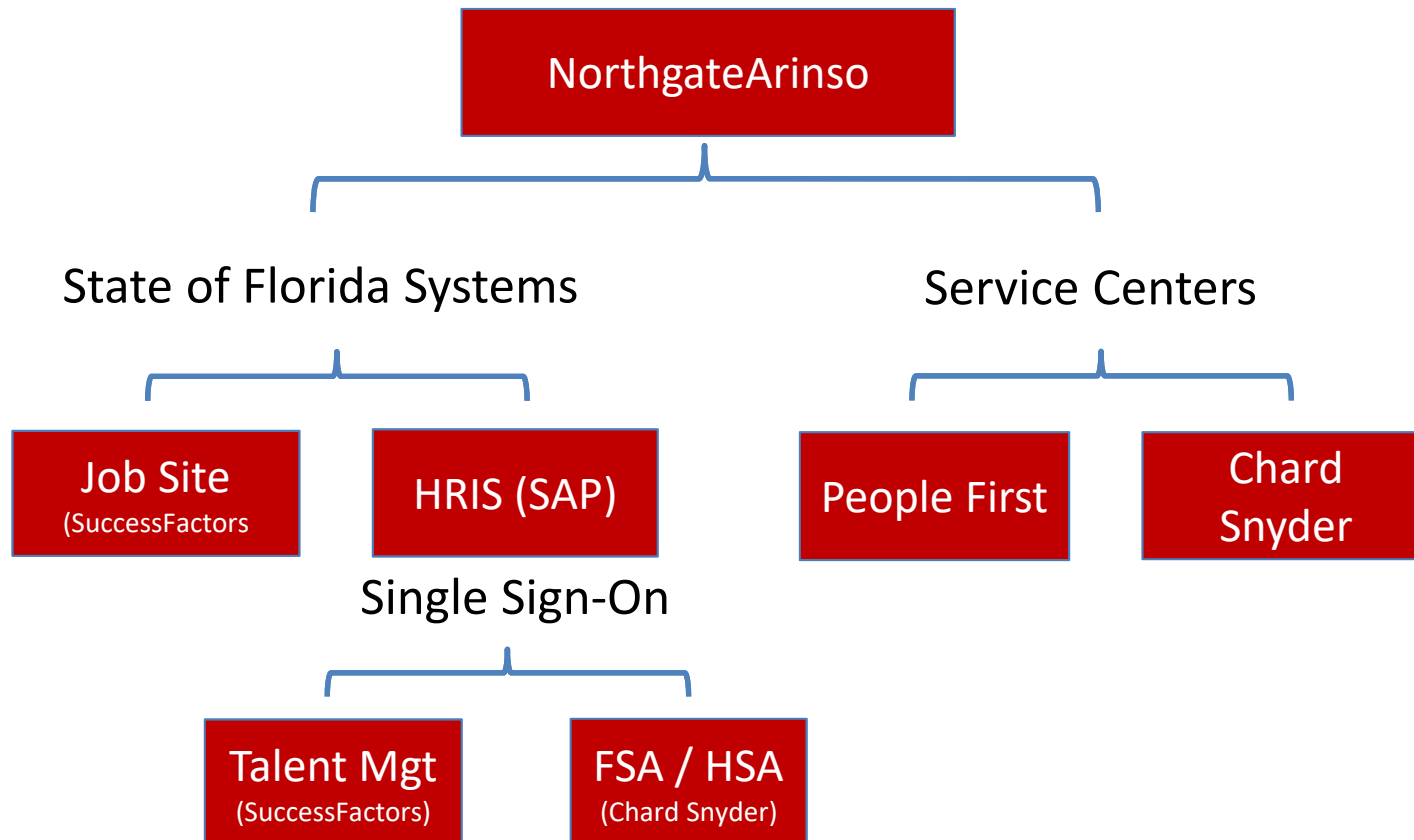 NorthgateArinso
State of Florida Systems
Service Centers
Job Site
(SuccessFactors
HRIS (SAP)
People First
Chard
Snyder
Single Sign-On
Talent Mgt
(SuccessFactors)
FSA / HSA
(Chard Snyder)